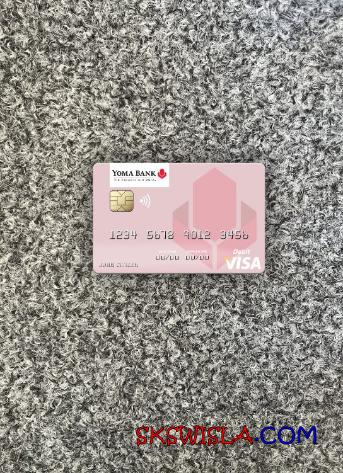 YOMA BANK
1234 5678 9012 3456
00/00 00/00
Debit
VISA
SKSWISLA.COM